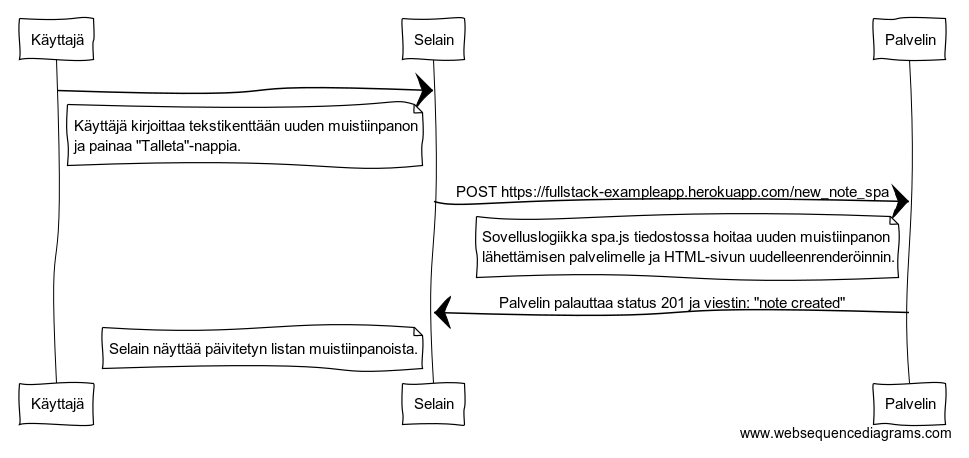 Käyttajä
Selain
Palvelin
Käyttäjä kirjoittaa tekstikenttään uuden muistiinpanon
ja painaa "Talleta"-nappia.
POST https://fullstack-exampleapp.herokuapp.com/new_note_spa
Sovelluslogiikka spa.js tiedostossa hoitaa uuden muistiinpanon
lähettämisen palvelimelle ja HTML-sivun uudelleenrenderöinnin.
Palvelin palauttaa status 201 ja viestin: "note created"
Selain näyttää päivitetyn listan muistiinpanoista.
Käyttajä
Selain
Palvelin
www.websequencediagrams.com